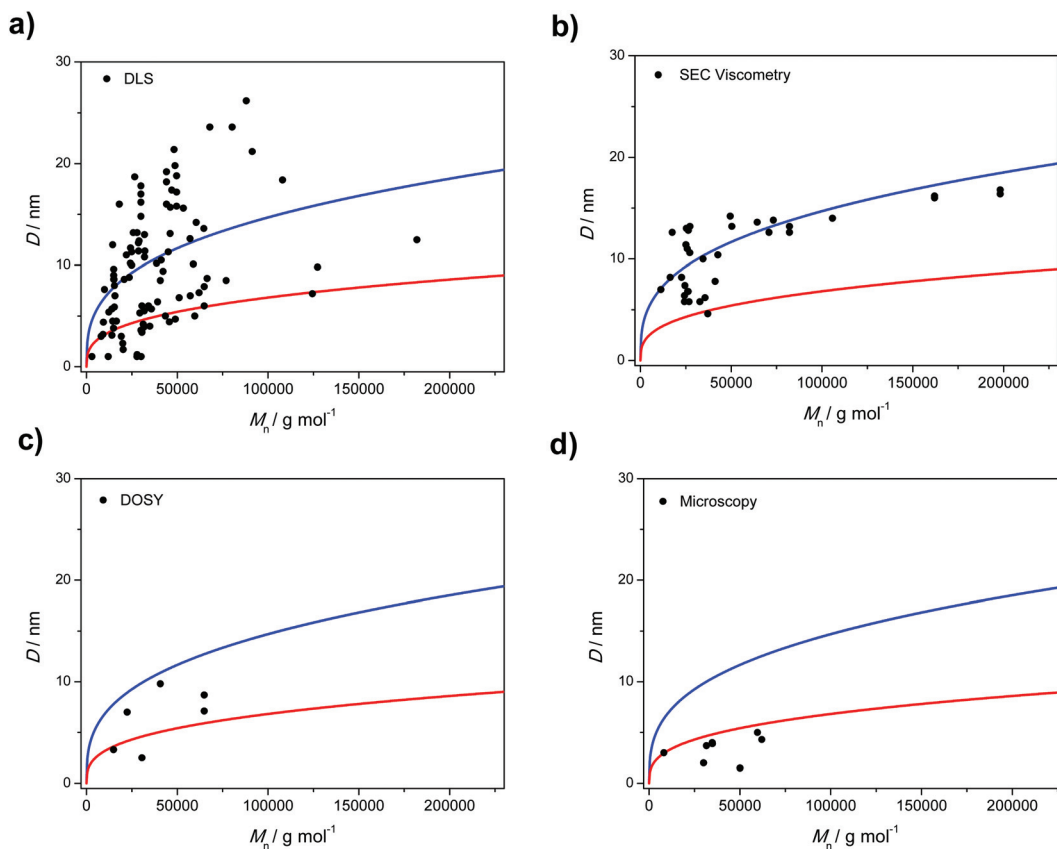 a)
DLS
30
20
10
0
D / nm
0 50000 100000 150000 200000
Mₙ / g mol⁻¹
b)
SEC Viscometry
30
20
10
0
D / nm
0 50000 100000 150000 200000
Mₙ / g mol⁻¹
c)
DOSY
30
20
10
0
D / nm
0 50000 100000 150000 200000
Mₙ / g mol⁻¹
d)
Microscopy
30
20
10
0
D / nm
0 50000 100000 150000 200000
Mₙ / g mol⁻¹